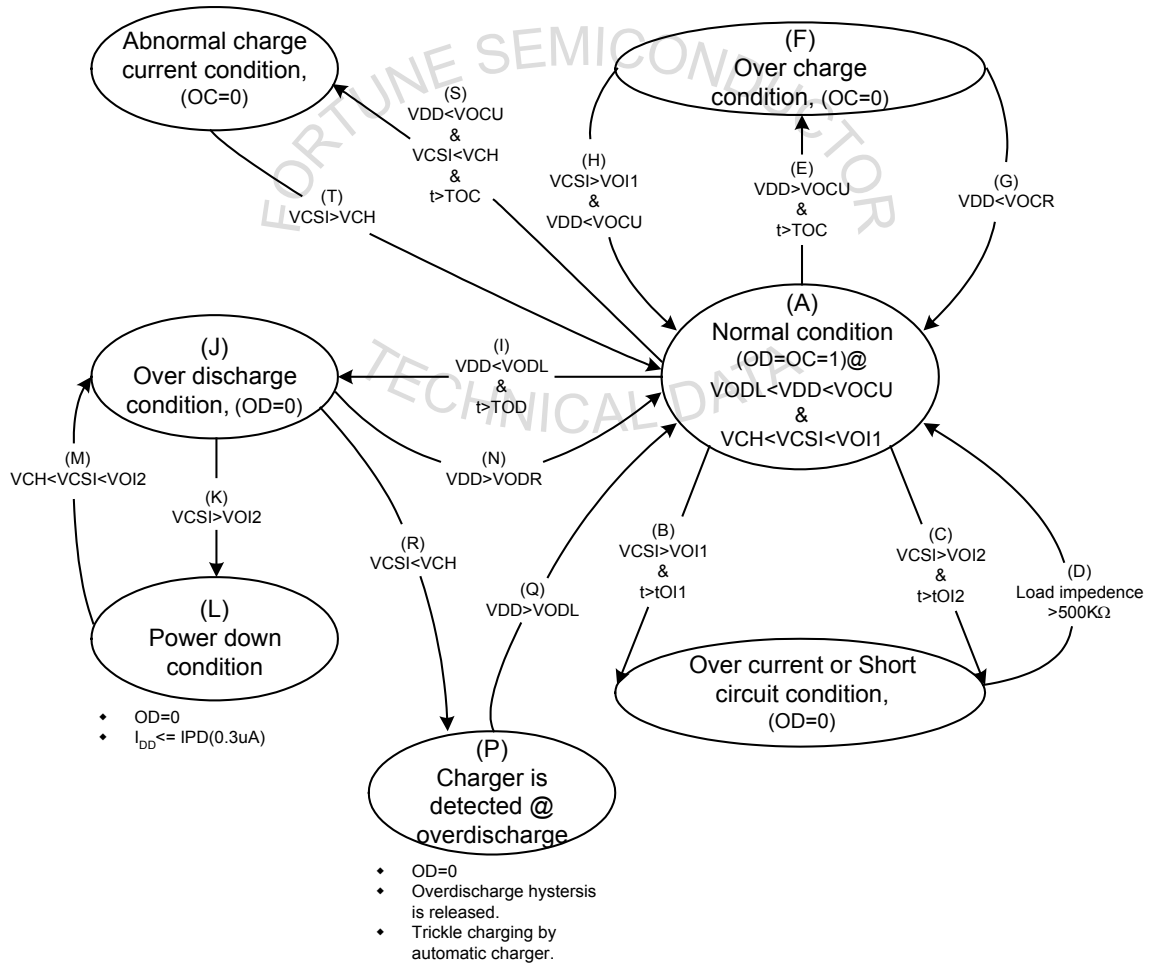 FORTUNE SEMICONDUCTOR
TECHNICAL DATA
Abnormal charge
current condition,
(OC=0)
(S)
VDD<VOCU
&
VCSI<VCH
&
t>TOC
(T)
VCSI>VCH
(F)
Over charge
condition, (OC=0)
(H)
VCSI>VOI1
&
VDD<VOCU
(E)
VDD>VOCU
&
t>TOC
(G)
VDD<VOCR
(A)
Normal condition
(OD=OC=1)@
VODL<VDD<VOCU
&
VCH<VCSI<VOI1
(J)
Over discharge
condition, (OD=0)
(I)
VDD<VODL
&
t>TOD
(N)
VDD>VODR
(M)
VCH<VCSI<VOI2
(K)
VCSI>VOI2
(R)
VCSI<VCH
(Q)
VDD>VODL
(B)
VCSI>VOI1
&
t>tOI1
(C)
VCSI>VOI2
&
t>tOI2
(D)
Load impedence
>500KΩ
(L)
Power down
condition
◆ OD=0
◆ IDD<= IPD(0.3uA)
Over current or Short
circuit condition,
(OD=0)
(P)
Charger is
detected @
overdischarge
◆ OD=0
◆ Overdischarge hystersis
is released.
◆ Trickle charging by
automatic charger.